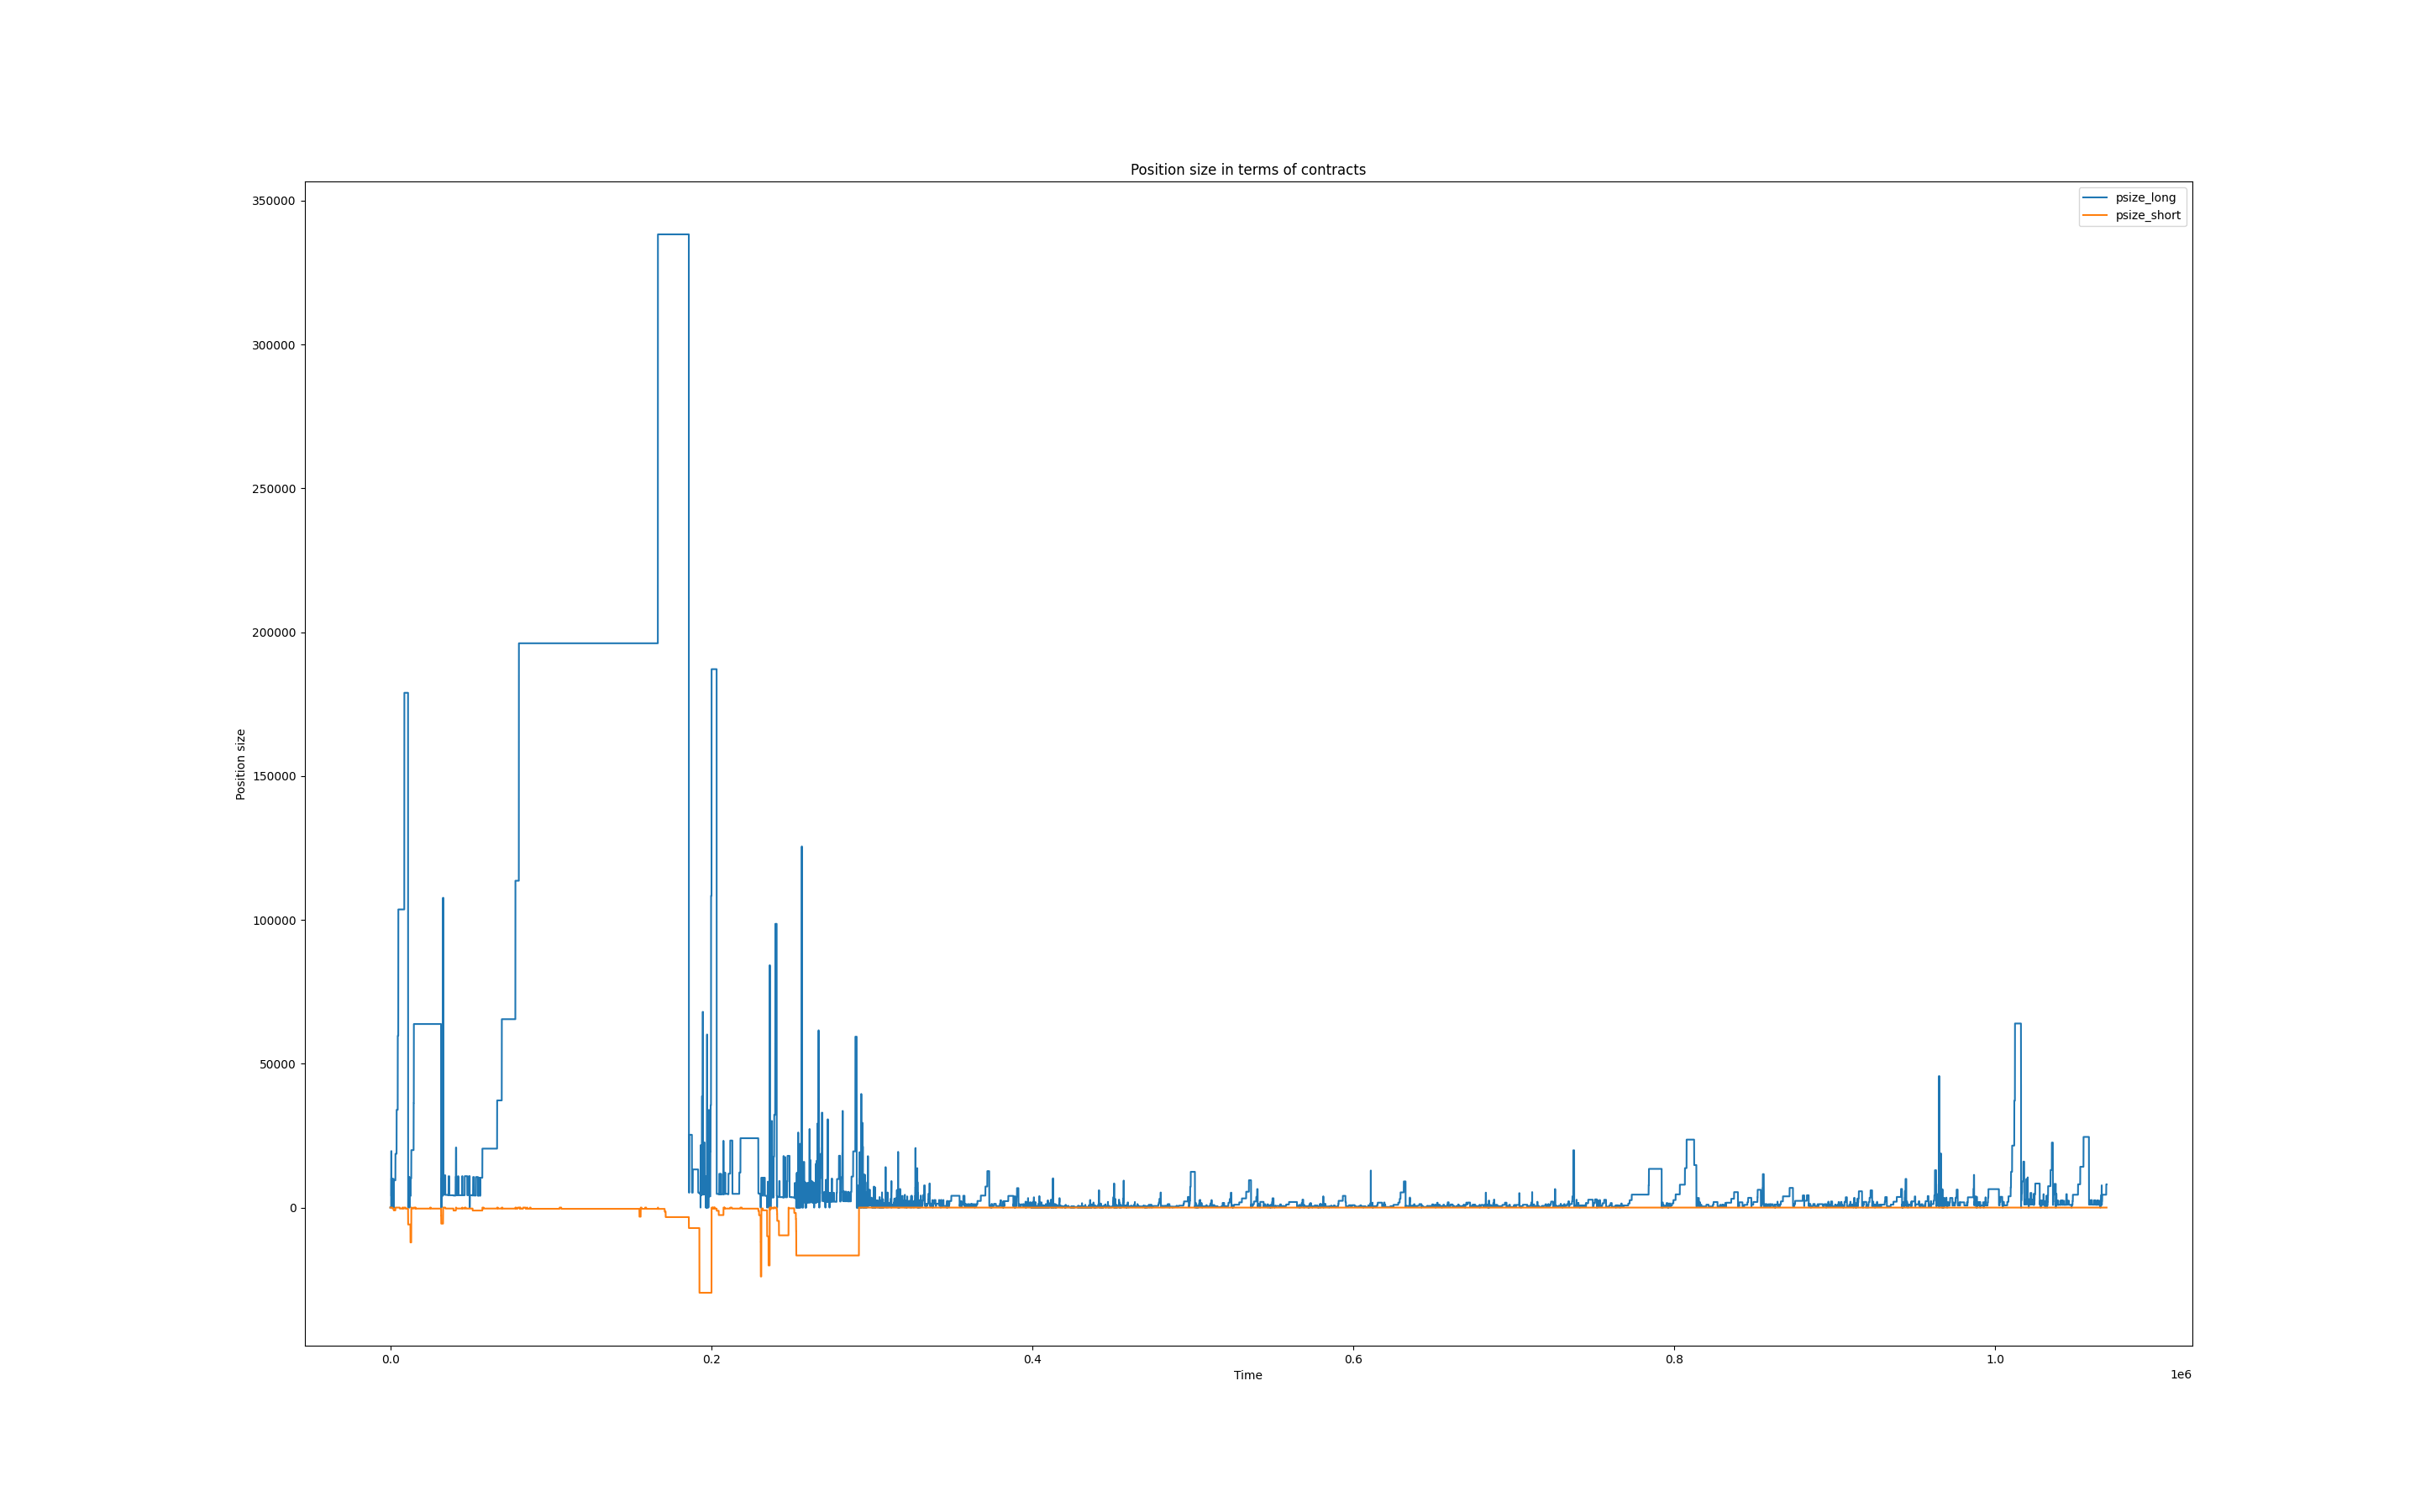 Position size in terms of contracts
psize_long
psize_short
350000
300000
250000
200000
150000
100000
50000
0
Position size
0.0 0.2 0.4 0.6 0.8 1.0
Time
1e6